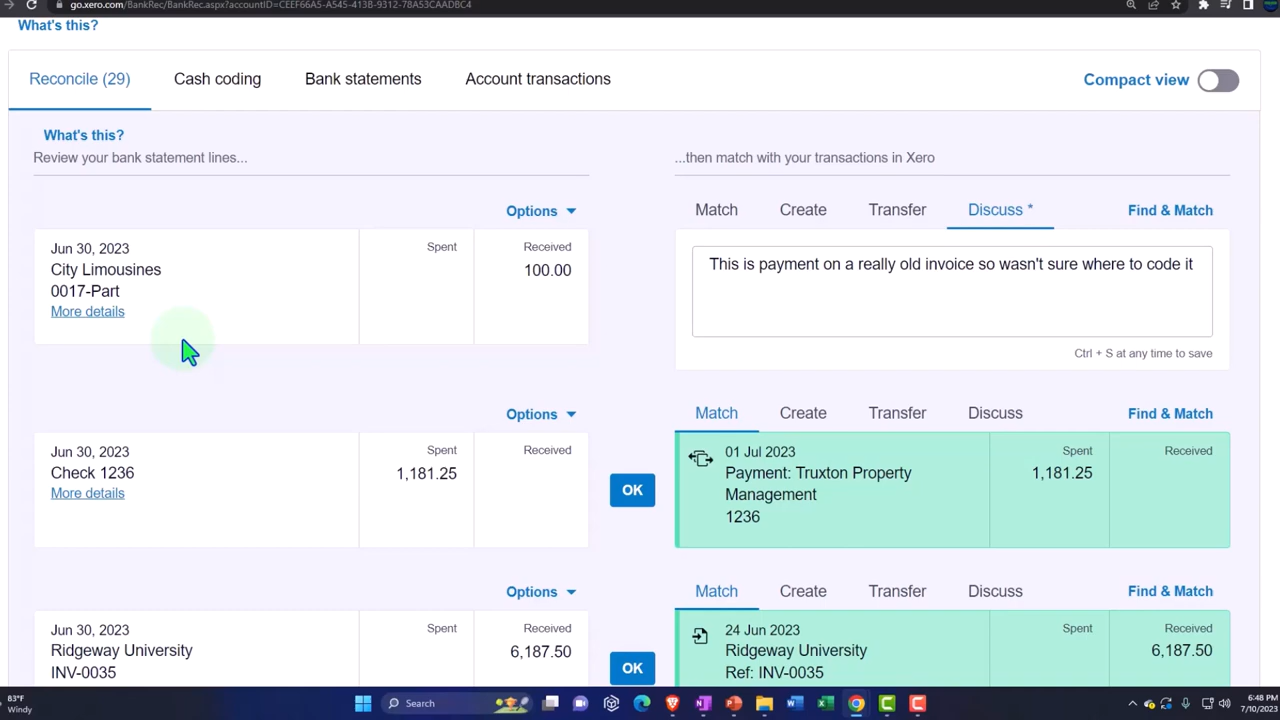 go.xero.com/BankRec/BankRec.aspx?accountID=CEEF66A5-A545-413B-9312-78A53CAADBC4
What's this?
Reconcile (29)
Cash coding
Bank statements
Account transactions
Compact view
What's this?
Review your bank statement lines...
...then match with your transactions in Xero
Options
Match
Create
Transfer
Discuss *
Find & Match
Jun 30, 2023
City Limousines
0017-Part
More details
Spent
Received
100.00
This is payment on a really old invoice so wasn't sure where to code it
Ctrl + S at any time to save
Options
Match
Create
Transfer
Discuss
Find & Match
Jun 30, 2023
Check 1236
More details
Spent
1,181.25
Received
OK
01 Jul 2023
Payment: Truxton Property
Management
1236
Spent
1,181.25
Received
Options
Match
Create
Transfer
Discuss
Find & Match
Jun 30, 2023
Ridgeway University
INV-0035
Spent
Received
6,187.50
OK
24 Jun 2023
Ridgeway University
Ref: INV-0035
Spent
Received
6,187.50
83°F
Windy
Search
6:48 PM
7/10/2023